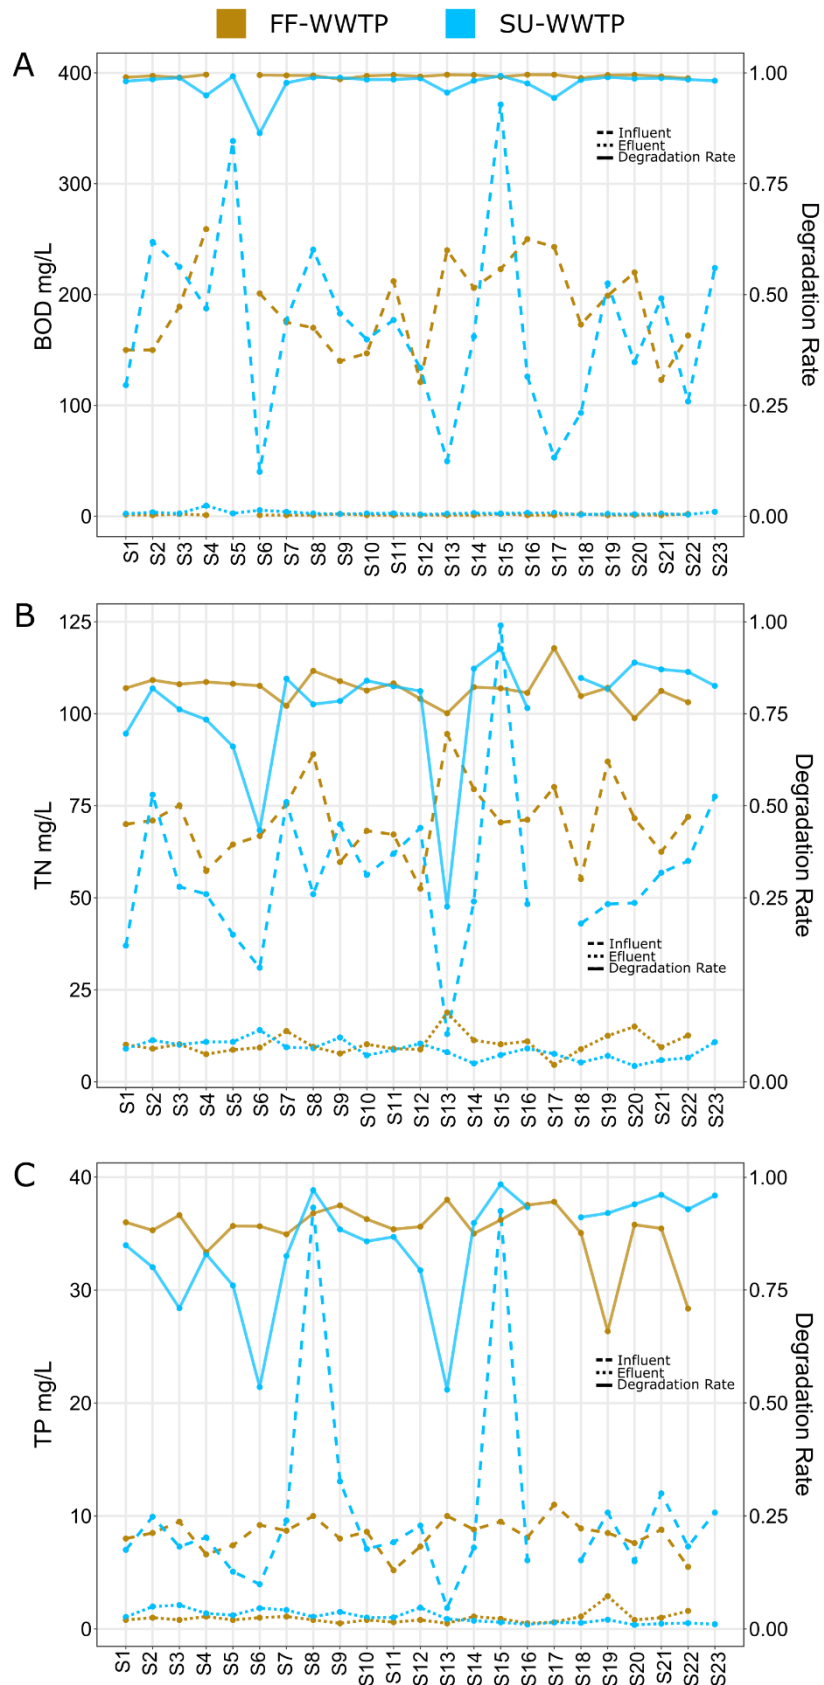 FF-WWTP SU-WWTP
A
400 1.00
Influent
Efluent
Degradation Rate
300 0.75
BOD mg/L
Degradation Rate
200 0.50
100 0.25
0 0.00
S1 S2 S3 S4 S5 S6 S7 S8 S9 S10 S11 S12 S13 S14 S15 S16 S17 S18 S19 S20 S21 S22 S23
B
125 1.00
100 0.75
TN mg/L
Degradation Rate
75 0.50
50 0.25
Influent
Efluent
Degradation Rate
25
0 0.00
S1 S2 S3 S4 S5 S6 S7 S8 S9 S10 S11 S12 S13 S14 S15 S16 S17 S18 S19 S20 S21 S22 S23
C
40 1.00
30 0.75
Influent
Efluent
Degradation Rate
TP mg/L
Degradation Rate
20 0.50
10 0.25
0 0.00
S1 S2 S3 S4 S5 S6 S7 S8 S9 S10 S11 S12 S13 S14 S15 S16 S17 S18 S19 S20 S21 S22 S23